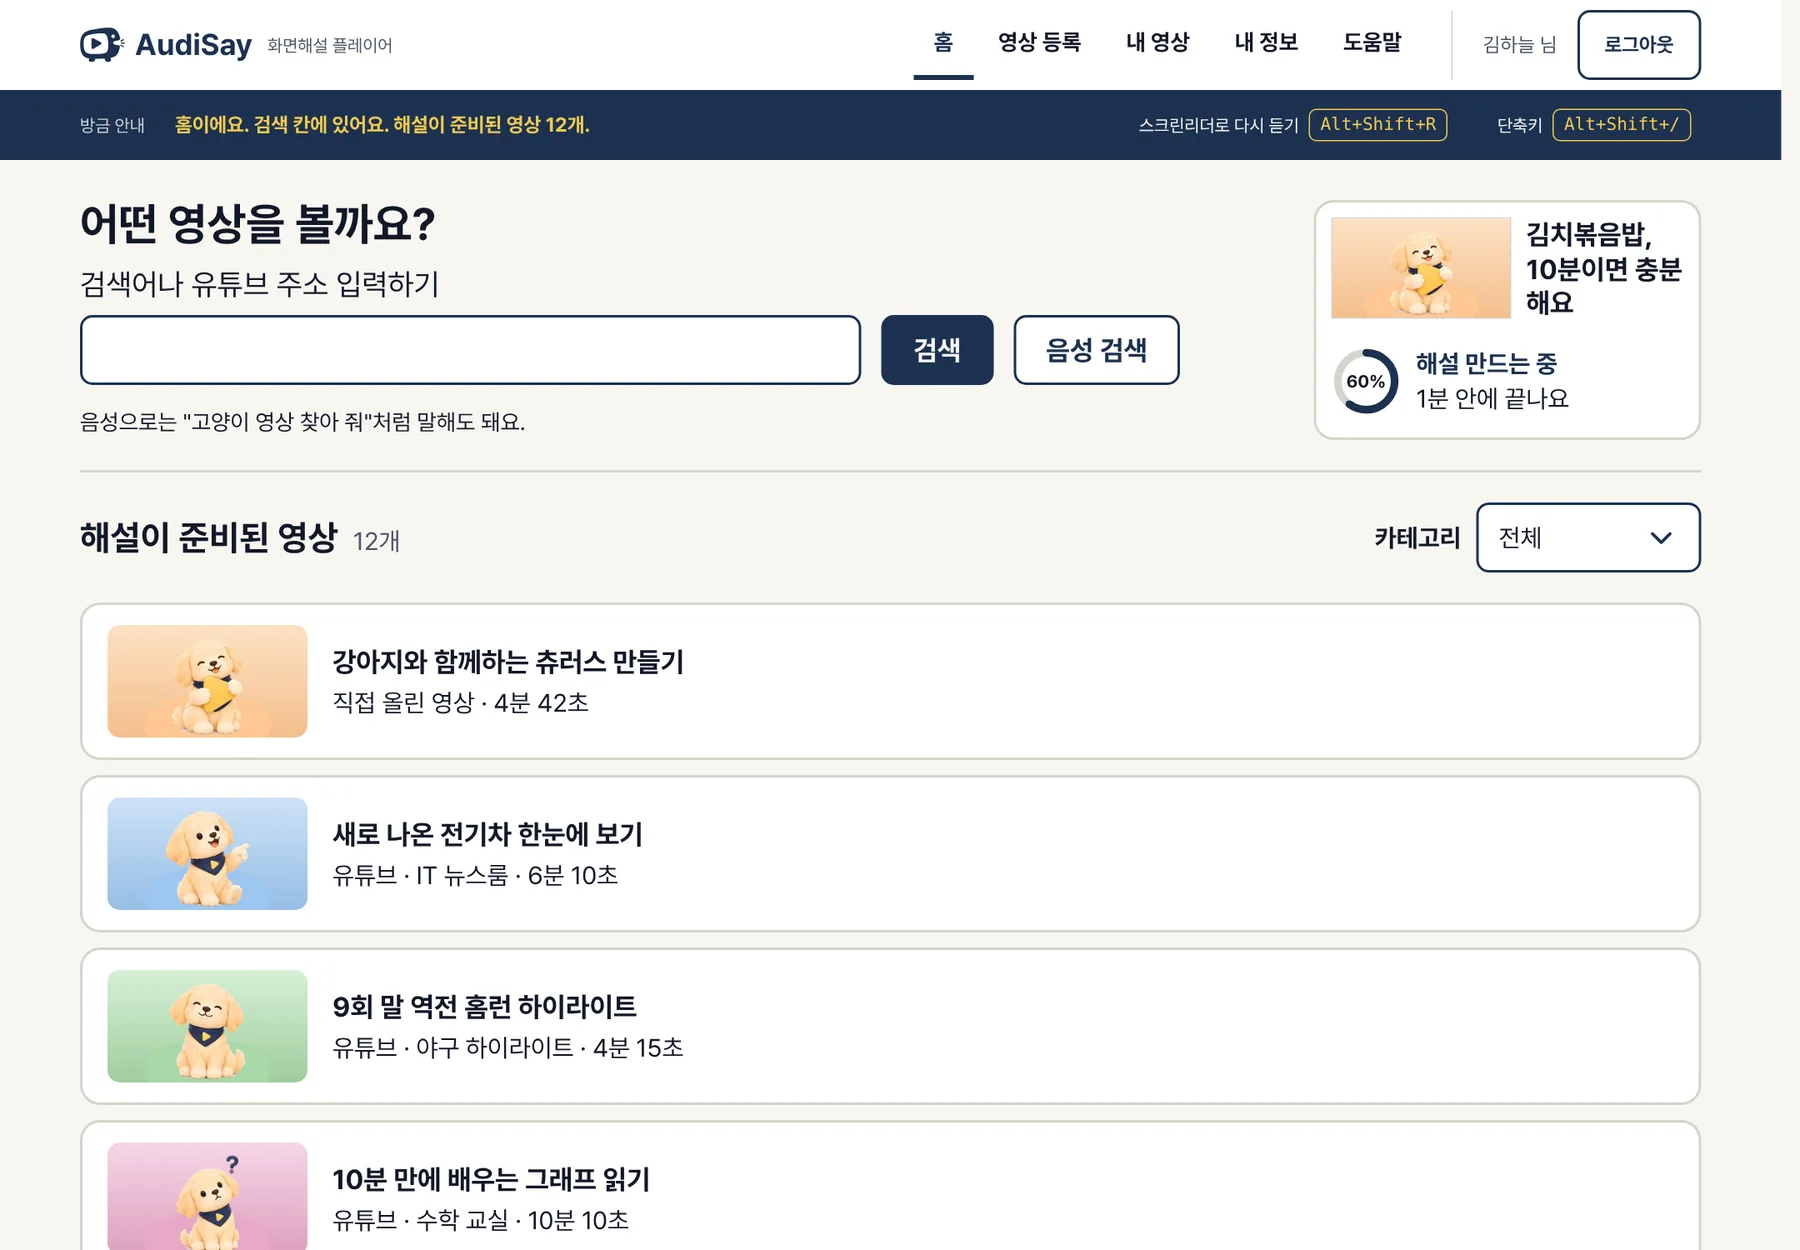 AudiSay 화면해설 플레이어
홈 영상 등록 내 영상 내 정보 도움말 김하늘 님 로그아웃
방금 안내 홈이에요. 검색 칸에 있어요. 해설이 준비된 영상 12개. 스크린리더로 다시 듣기 Alt+Shift+R 단축키 Alt+Shift+/
어떤 영상을 볼까요?
검색어나 유튜브 주소 입력하기
검색 음성 검색
음성으로는 "고양이 영상 찾아 줘"처럼 말해도 돼요.
김치볶음밥,
10분이면 충분
해요
60%
해설 만드는 중
1분 안에 끝나요
해설이 준비된 영상 12개
카테고리 전체
강아지와 함께하는 츄러스 만들기
직접 올린 영상 · 4분 42초
새로 나온 전기차 한눈에 보기
유튜브 · IT 뉴스룸 · 6분 10초
9회 말 역전 홈런 하이라이트
유튜브 · 야구 하이라이트 · 4분 15초
?
10분 만에 배우는 그래프 읽기
유튜브 · 수학 교실 · 10분 10초